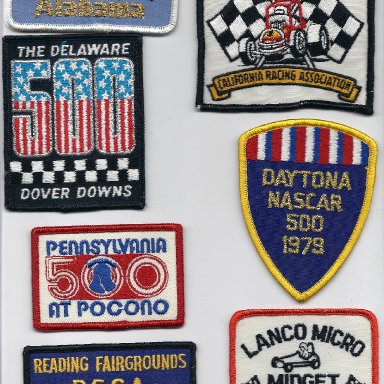 Alabama
CALIFORNIA RACING ASSOCIATION
THE DELAWARE
500
DOVER DOWNS
DAYTONA
NASCAR
500
1979
PENNSYLVANIA
500
AT POCONO
LANCO MICRO
MIDGET
READING FAIRGROUNDS